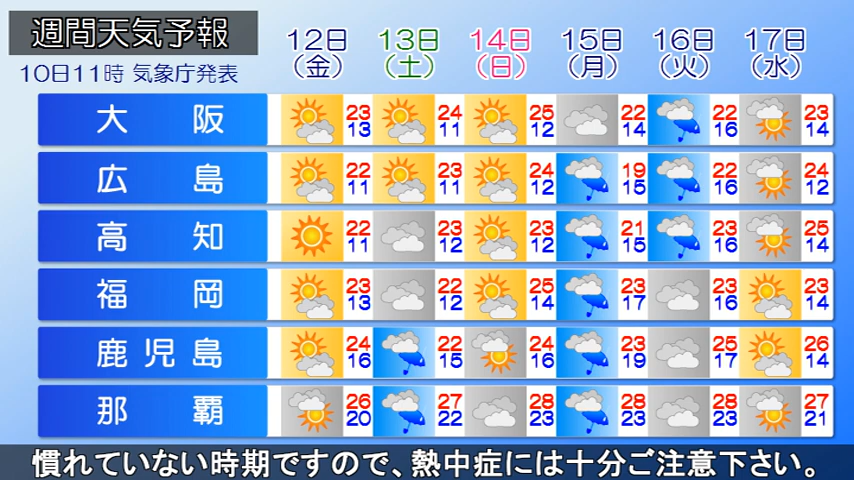 週間天気予報
10日11時 気象庁発表
12日 13日 14日 15日 16日 17日
(金) (土) (日) (月) (火) (水)
大阪 23 24 25 22 22 23
13 11 12 14 16 14
広島 22 23 24 19 22 24
11 11 12 15 16 12
高知 22 23 23 21 23 25
11 12 12 15 16 14
福岡 23 22 25 23 23 23
13 12 14 17 16 14
鹿児島 24 22 24 23 25 26
16 15 16 19 17 14
那覇 26 27 28 28 28 27
20 22 23 23 23 21
慣れていない時期ですので、熱中症には十分ご注意下さい。